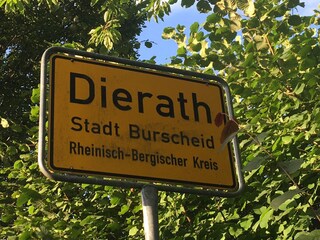 Dierath
Stadt Burscheid
Rheinisch-Bergischer Kreis